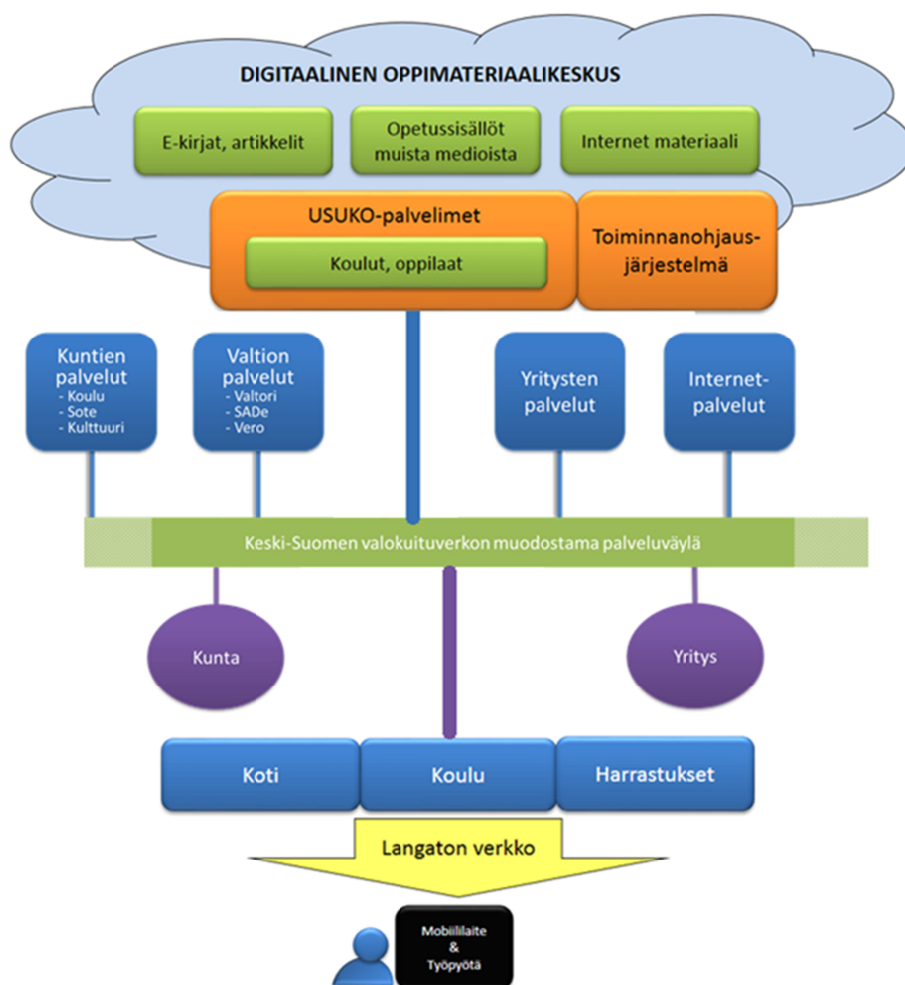 DIGITAALINEN OPPIMATERIAALIKESKUS
E-kirjat, artikkelit
Opetussisällöt
muista medioista
Internet materiaali
USUKO-palvelimet
Koulut, oppilaat
Toiminnanohjaus-
järjestelmä
Kuntien
palvelut
- Koulu
- Sote
- Kulttuuri
Valtion
palvelut
- Valtori
- SADe
- Vero
Yritysten
palvelut
Internet-
palvelut
Keski-Suomen valokuituverkon muodostama palveluväylä
Kunta
Yritys
Koti
Koulu
Harrastukset
Langaton verkko
Mobiililaite
&
Työpyötä